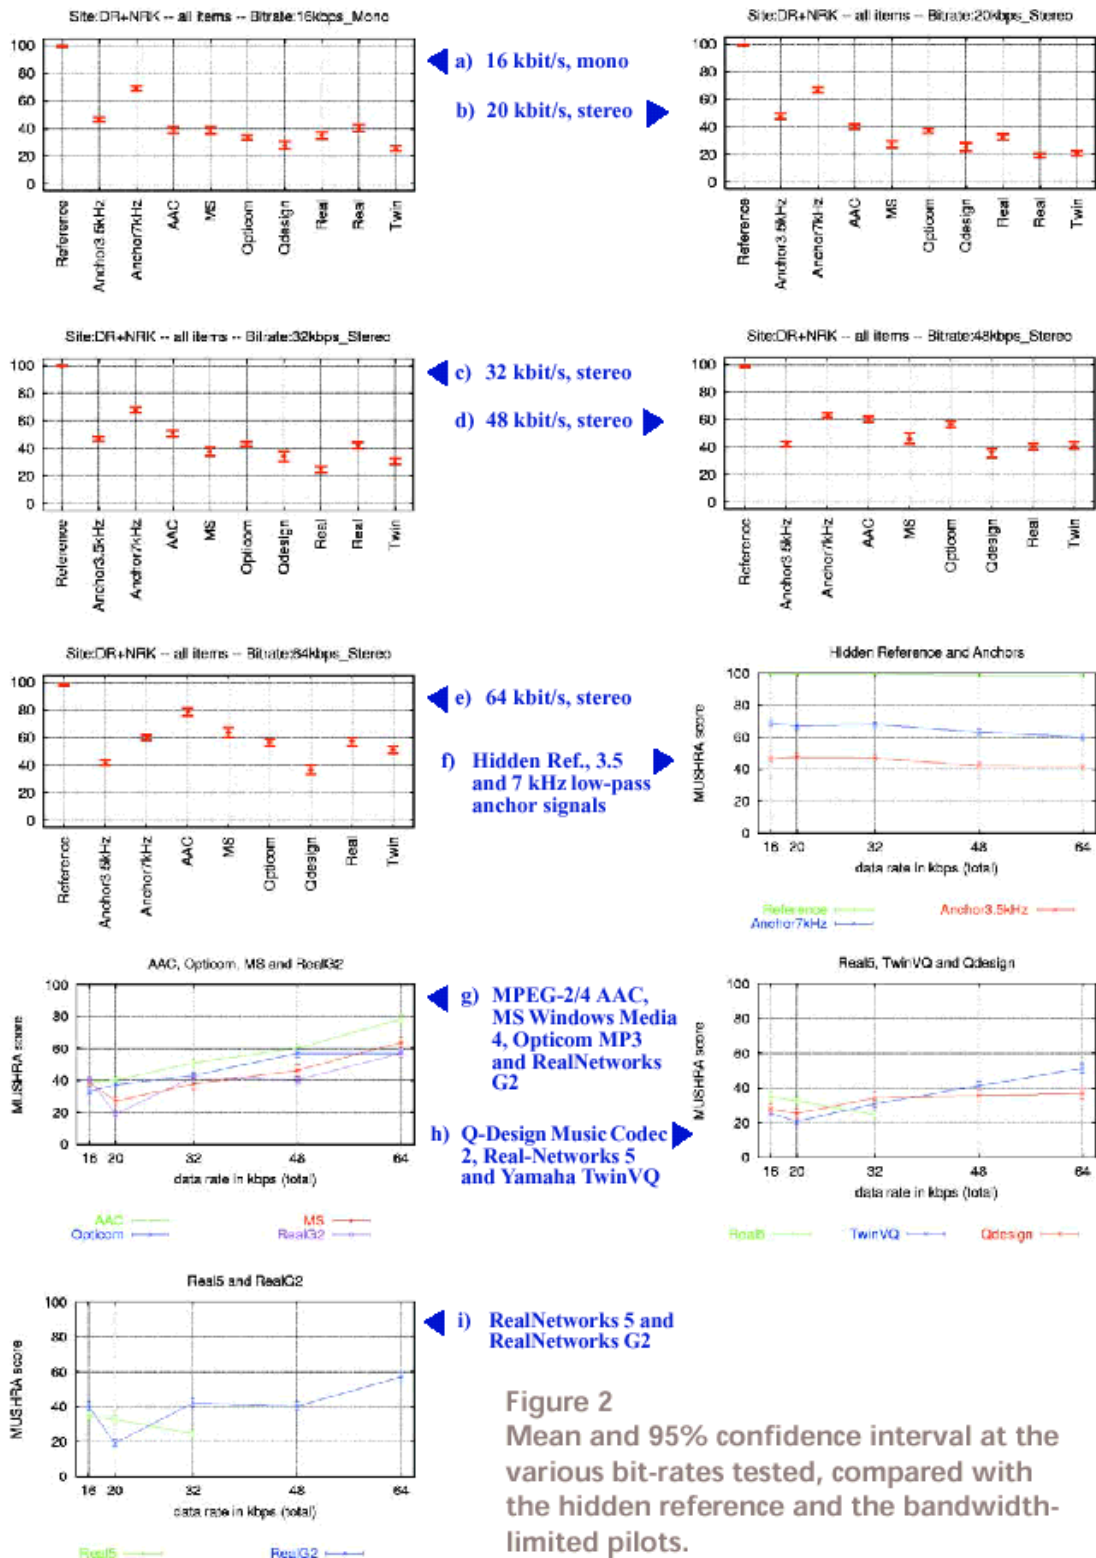 Site:DR+NRK -- all items -- Bitrate:16kbps_Mono
100
80
60
40
20
0
Reference
Anchor3.5kHz
Anchor7kHz
AAC
MS
Opticom
Qdesign
Real
Real
Twin
a) 16 kbit/s, mono
b) 20 kbit/s, stereo
Site:DR+NRK -- all items -- Bitrate:20kbps_Stereo
100
80
60
40
20
0
Reference
Anchor3.5kHz
Anchor7kHz
AAC
MS
Opticom
Qdesign
Real
Real
Twin
Site:DR+NRK -- all items -- Bitrate:32kbps_Stereo
100
80
60
40
20
0
Reference
Anchor3.5kHz
Anchor7kHz
AAC
MS
Opticom
Qdesign
Real
Real
Twin
c) 32 kbit/s, stereo
d) 48 kbit/s, stereo
Site:DR+NRK -- all items -- Bitrate:48kbps_Stereo
100
80
60
40
20
0
Reference
Anchor3.5kHz
Anchor7kHz
AAC
MS
Opticom
Qdesign
Real
Twin
Site:DR+NRK -- all items -- Bitrate:64kbps_Stereo
100
80
60
40
20
0
Reference
Anchor3.5kHz
Anchor7kHz
AAC
MS
Opticom
Qdesign
Real
Twin
e) 64 kbit/s, stereo
f) Hidden Ref., 3.5
and 7 kHz low-pass
anchor signals
Hidden Reference and Anchors
MUSHRA score
100
80
60
40
20
0
16 20 32 48 64
data rate in kbps (total)
Reference
Anchor3.5kHz
Anchor7kHz
AAC, Opticom, MS and RealG2
MUSHRA score
100
80
60
40
20
0
16 20 32 48 64
data rate in kbps (total)
AAC
MS
Opticom
RealG2
g) MPEG-2/4 AAC,
MS Windows Media
4, Opticom MP3
and RealNetworks
G2
h) Q-Design Music Codec
2, Real-Networks 5
and Yamaha TwinVQ
Real5, TwinVQ and Qdesign
MUSHRA score
100
80
60
40
20
0
16 20 32 48 64
data rate in kbps (total)
Real5
TwinVQ
Qdesign
Real5 and RealG2
MUSHRA score
100
80
60
40
20
0
16 20 32 48 64
data rate in kbps (total)
Real5
RealG2
i) RealNetworks 5 and
RealNetworks G2
Figure 2
Mean and 95% confidence interval at the
various bit-rates tested, compared with
the hidden reference and the bandwidth-
limited pilots.